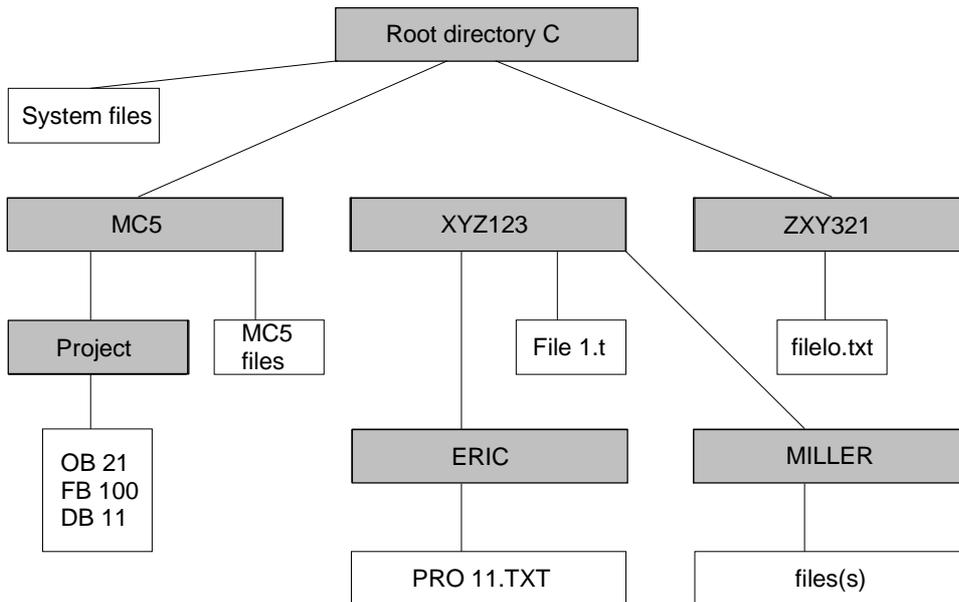 Root directory C
System files
MC5
XYZ123
ZXY321
Project
MC5
files
File 1.t
filelo.txt
OB 21
FB 100
DB 11
ERIC
MILLER
PRO 11.TXT
files(s)